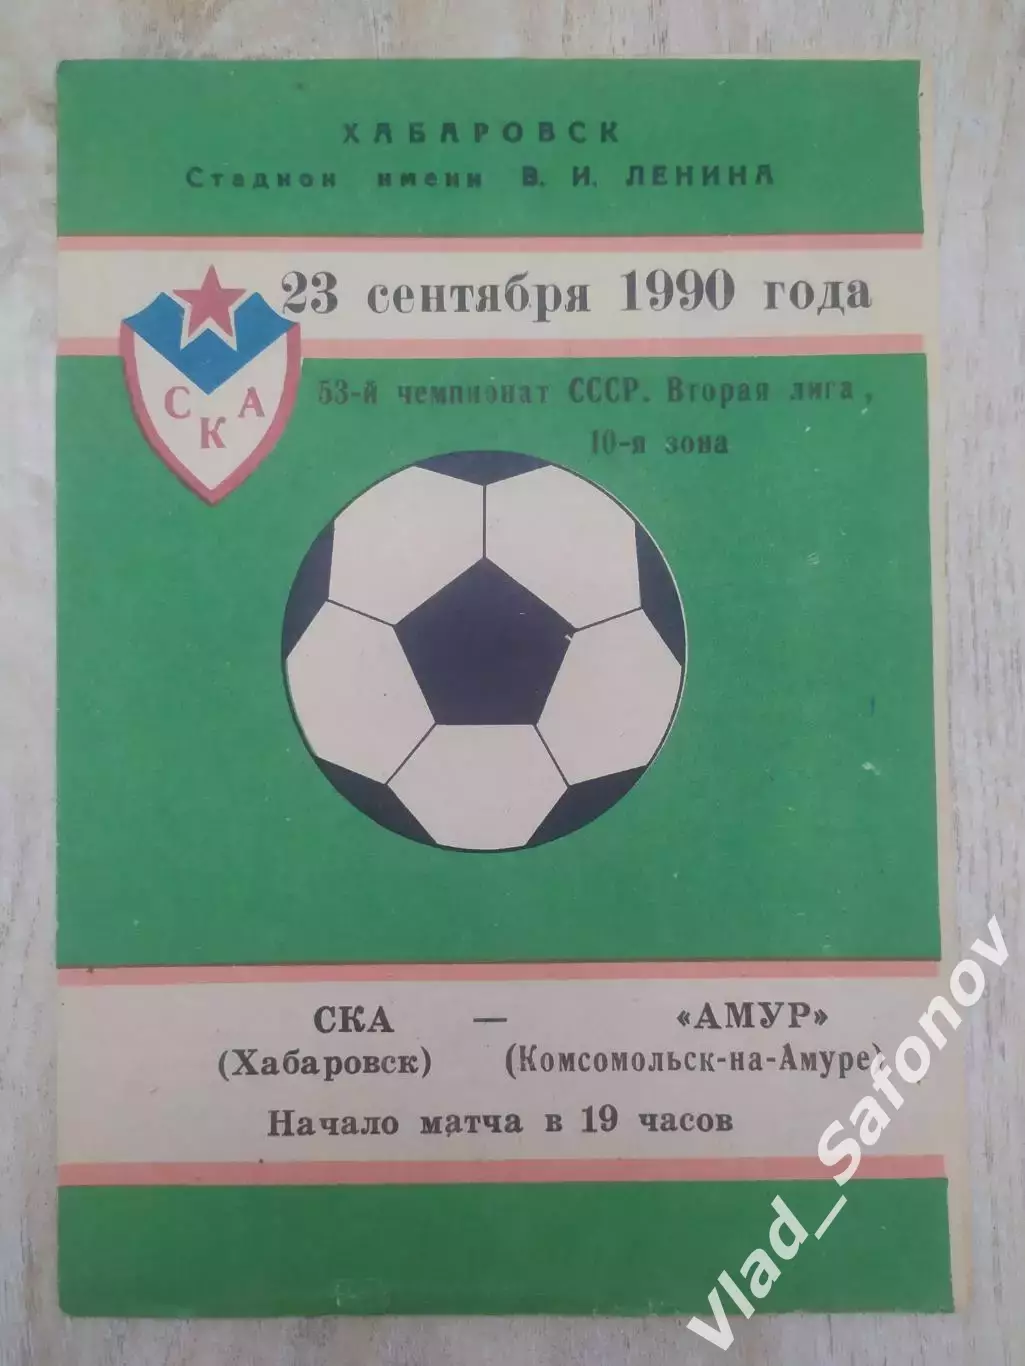 ХАБАРОВСК
Стадион имени В. И. ЛЕНИНА
23 сентября 1990 года
СКА
53-й чемпионат СССР. Вторая лига,
10-я зона
СКА — «АМУР»
(Хабаровск) (Комсомольск-на-Амуре)
Начало матча в 19 часов
Vlad_Safonov